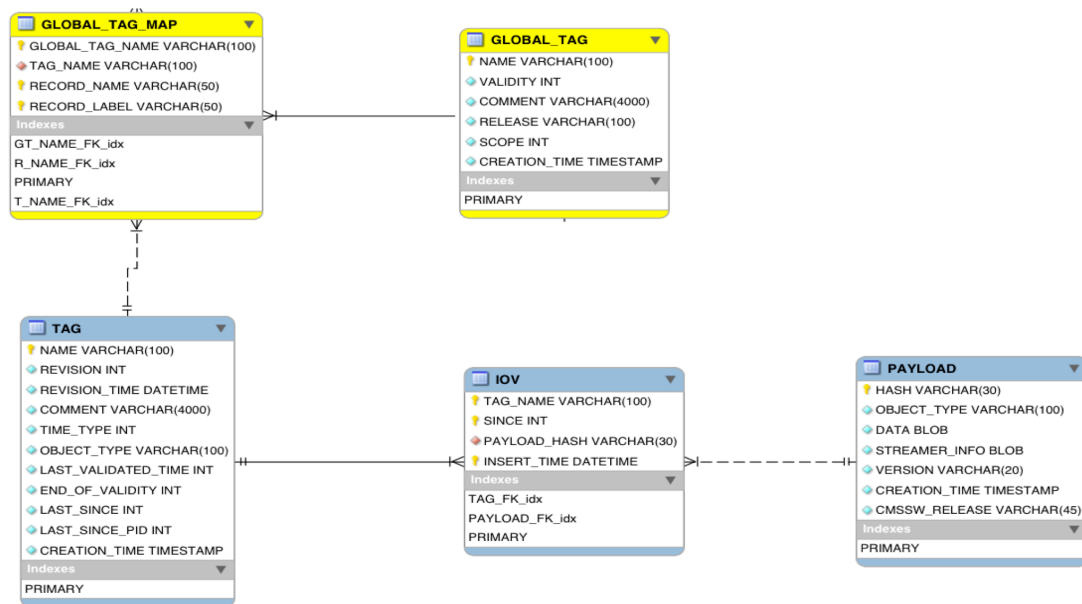 GLOBAL_TAG_MAP
GLOBAL_TAG_NAME VARCHAR(100)
TAG_NAME VARCHAR(100)
RECORD_NAME VARCHAR(50)
RECORD_LABEL VARCHAR(50)
Indexes
GT_NAME_FK_idx
R_NAME_FK_idx
PRIMARY
T_NAME_FK_idx
GLOBAL_TAG
NAME VARCHAR(100)
VALIDITY INT
COMMENT VARCHAR(4000)
RELEASE VARCHAR(100)
SCOPE INT
CREATION_TIME TIMESTAMP
Indexes
PRIMARY
TAG
NAME VARCHAR(100)
REVISION INT
REVISION_TIME DATETIME
COMMENT VARCHAR(4000)
TIME_TYPE INT
OBJECT_TYPE VARCHAR(100)
LAST_VALIDATED_TIME INT
END_OF_VALIDITY INT
LAST_SINCE INT
LAST_SINCE_PID INT
CREATION_TIME TIMESTAMP
Indexes
PRIMARY
IOV
TAG_NAME VARCHAR(100)
SINCE INT
PAYLOAD_HASH VARCHAR(30)
INSERT_TIME DATETIME
Indexes
TAG_FK_idx
PAYLOAD_FK_idx
PRIMARY
PAYLOAD
HASH VARCHAR(30)
OBJECT_TYPE VARCHAR(100)
DATA BLOB
STREAMER_INFO BLOB
VERSION VARCHAR(20)
CREATION_TIME TIMESTAMP
CMSSW_RELEASE VARCHAR(45)
Indexes
PRIMARY